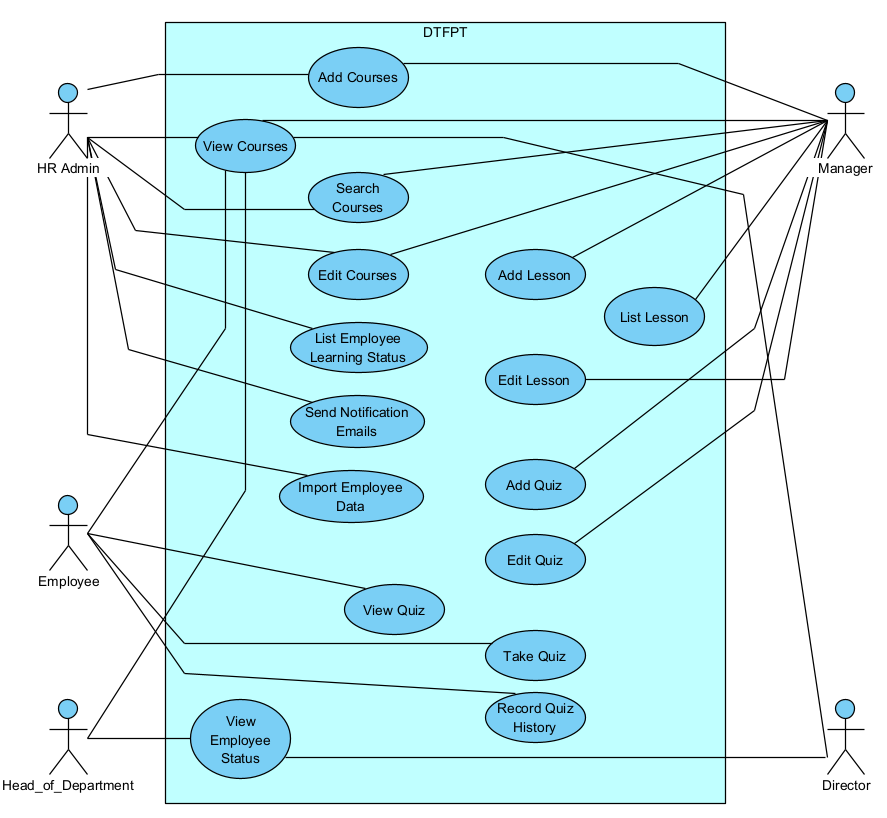 DTFPT
Add Courses
HR Admin
Manager
View Courses
Search
Courses
Edit Courses
Add Lesson
List Lesson
List Employee
Learning Status
Edit Lesson
Send Notification
Emails
Import Employee
Data
Add Quiz
Employee
Edit Quiz
View Quiz
Take Quiz
Record Quiz
History
View
Employee
Status
Head_of_Department
Director